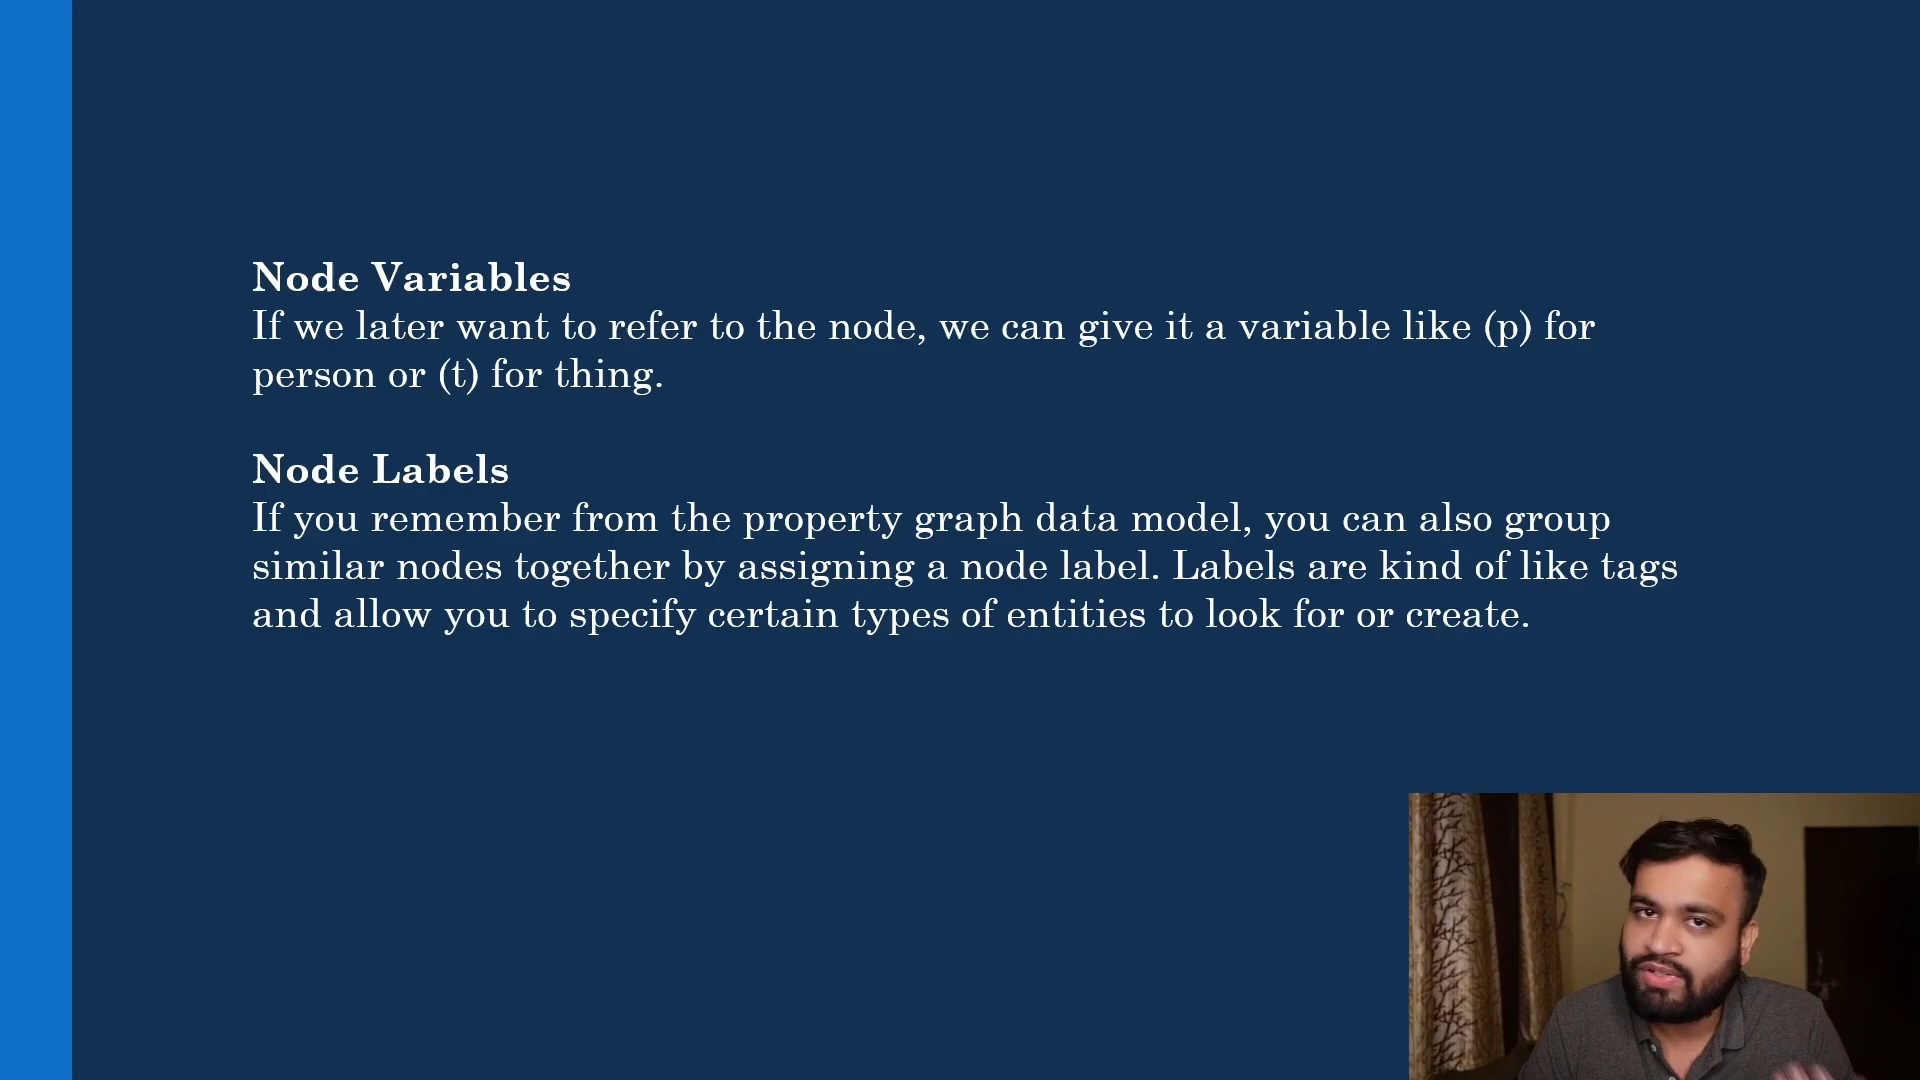 Node Variables
If we later want to refer to the node, we can give it a variable like (p) for
person or (t) for thing.
Node Labels
If you remember from the property graph data model, you can also group
similar nodes together by assigning a node label. Labels are kind of like tags
and allow you to specify certain types of entities to look for or create.